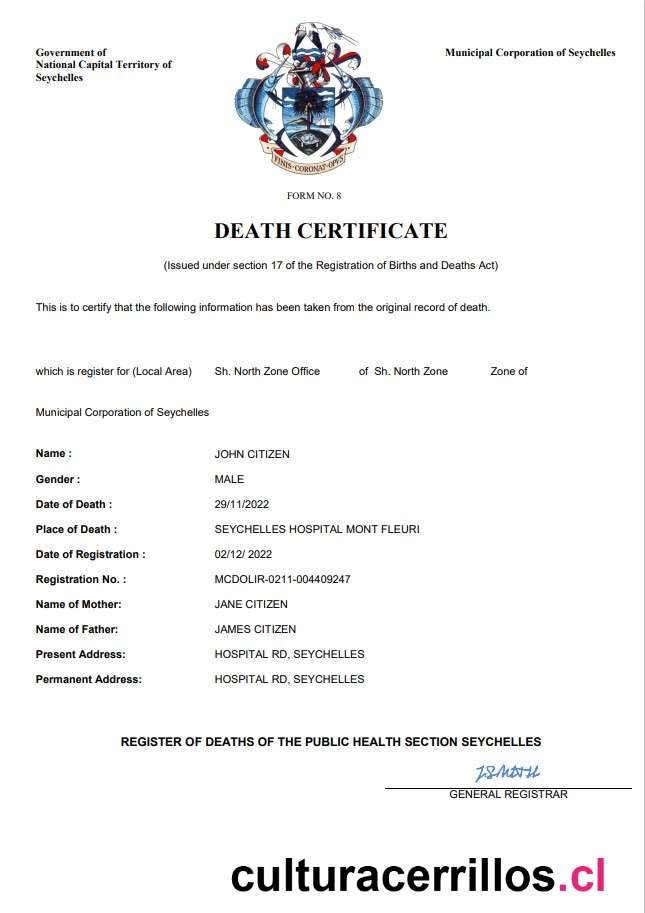 Government of
National Capital Territory of
Seychelles
Municipal Corporation of Seychelles
FINIS·CORONAT·OPVS
FORM NO. 8
DEATH CERTIFICATE
(Issued under section 17 of the Registration of Births and Deaths Act)
This is to certify that the following information has been taken from the original record of death.
which is register for (Local Area) Sh. North Zone Office of Sh. North Zone Zone of
Municipal Corporation of Seychelles
Name : JOHN CITIZEN
Gender : MALE
Date of Death : 29/11/2022
Place of Death : SEYCHELLES HOSPITAL MONT FLEURI
Date of Registration : 02/12/ 2022
Registration No. : MCDOLIR-0211-004409247
Name of Mother: JANE CITIZEN
Name of Father: JAMES CITIZEN
Present Address: HOSPITAL RD, SEYCHELLES
Permanent Address: HOSPITAL RD, SEYCHELLES
REGISTER OF DEATHS OF THE PUBLIC HEALTH SECTION SEYCHELLES
GENERAL REGISTRAR
culturacerrillos.cl